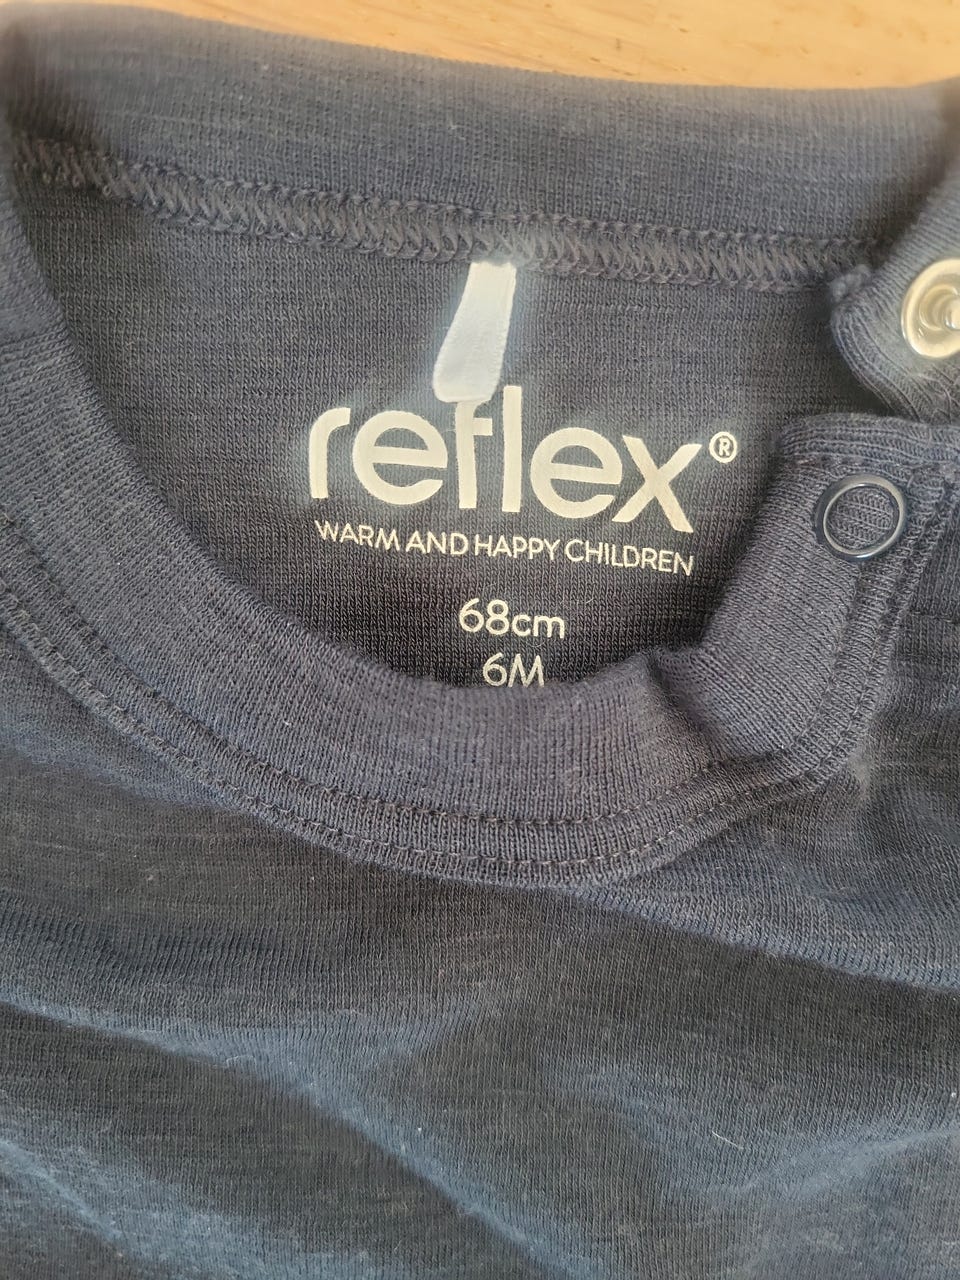 reflex®
WARM AND HAPPY CHILDREN
68cm
6M